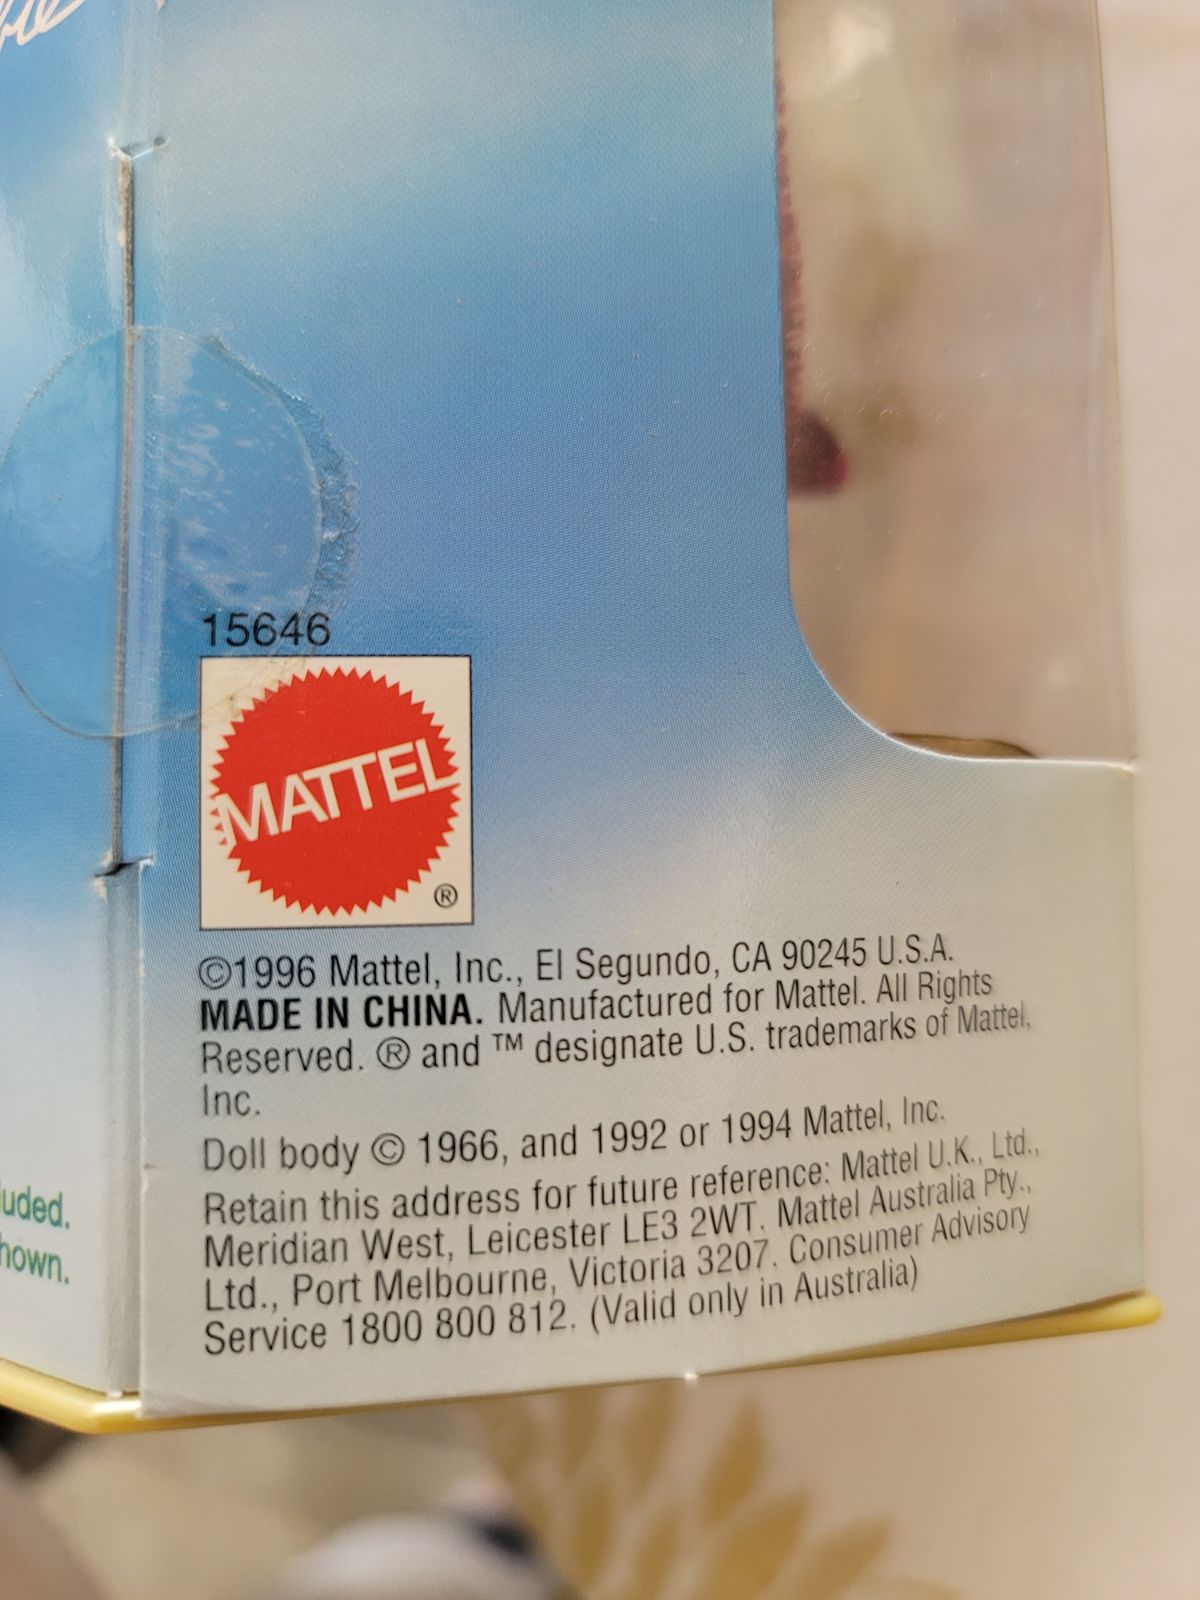 15646
MATTEL
®
©1996 Mattel, Inc., El Segundo, CA 90245 U.S.A.
MADE IN CHINA. Manufactured for Mattel. All Rights
Reserved. ® and ™ designate U.S. trademarks of Mattel,
Inc.
Doll body © 1966, and 1992 or 1994 Mattel, Inc.
Retain this address for future reference: Mattel U.K., Ltd.,
Meridian West, Leicester LE3 2WT. Mattel Australia Pty.,
Ltd., Port Melbourne, Victoria 3207. Consumer Advisory
Service 1800 800 812. (Valid only in Australia)
uded.
hown.